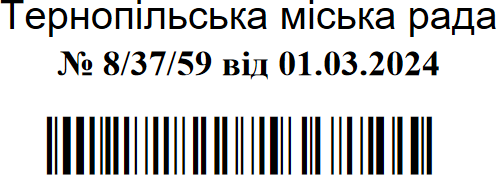 Тернопільська міська рада
№ 8/37/59 від 01.03.2024